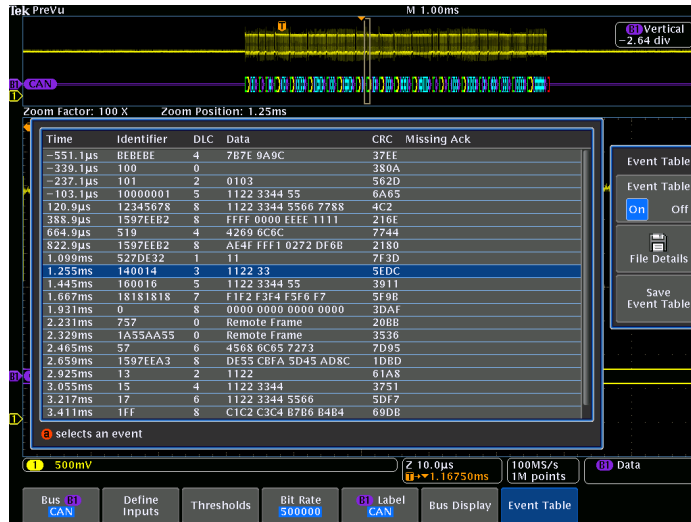 Tek PreVu M 1.00ms
T
B1 Vertical
-2.64 div
B1 CAN
1
Zoom Factor: 100 X Zoom Position: 1.25ms
Time Identifier DLC Data CRC Missing Ack
-551.1µs BEBEBE 4 7B7E 9A9C 37EE
-339.1µs 100 0 380A
-237.1µs 101 2 0103 562D
-103.1µs 10000001 5 1122 3344 55 6A65
120.9µs 12345678 8 1122 3344 5566 7788 4C2
388.9µs 1597EEB2 8 FFFF 0000 EEEE 1111 216E
664.9µs 519 4 4269 6C6C 7744
822.9µs 1597EEB2 8 AE4F FFF1 0272 DF6B 2180
1.099ms 527DE32 1 11 7F3D
1.255ms 140014 3 1122 33 5EDC
1.445ms 160016 5 1122 3344 55 3911
1.667ms 18181818 7 F1F2 F3F4 F5F6 F7 5F9B
1.931ms 0 8 0000 0000 0000 0000 3DAF
2.231ms 757 0 Remote Frame 20BB
2.329ms 1A55AA55 0 Remote Frame 3536
2.465ms 57 6 4568 6C65 7273 7D95
2.659ms 1597EEA3 8 DE55 CBFA 5D45 AD8C 1DBD
2.925ms 13 2 1122 61A8
3.055ms 15 4 1122 3344 3751
3.217ms 17 6 1122 3344 5566 5DF7
3.411ms 1FF 8 C1C2 C3C4 B7B6 B4B4 69DB
a selects an event
Event Table
Event Table
On Off
File Details
Save
Event Table
B1
1
1 500mV
Z 10.0µs
T→▼1.16750ms
100MS/s
1M points
B1 Data
Bus B1
CAN
Define
Inputs
Thresholds
Bit Rate
500000
B1 Label
CAN
Bus Display
Event Table